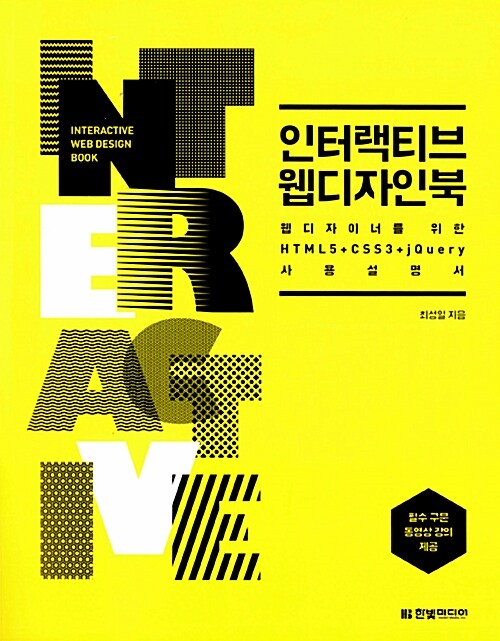 INTERACTIVE
INTERACTIVE
WEB DESIGN
BOOK
인터랙티브
웹디자인북
웹디자이너를 위한
HTML5+CSS3+jQuery
사용설명서
최성일 지음
필수 구문
동영상 강의
제공
한빛미디어